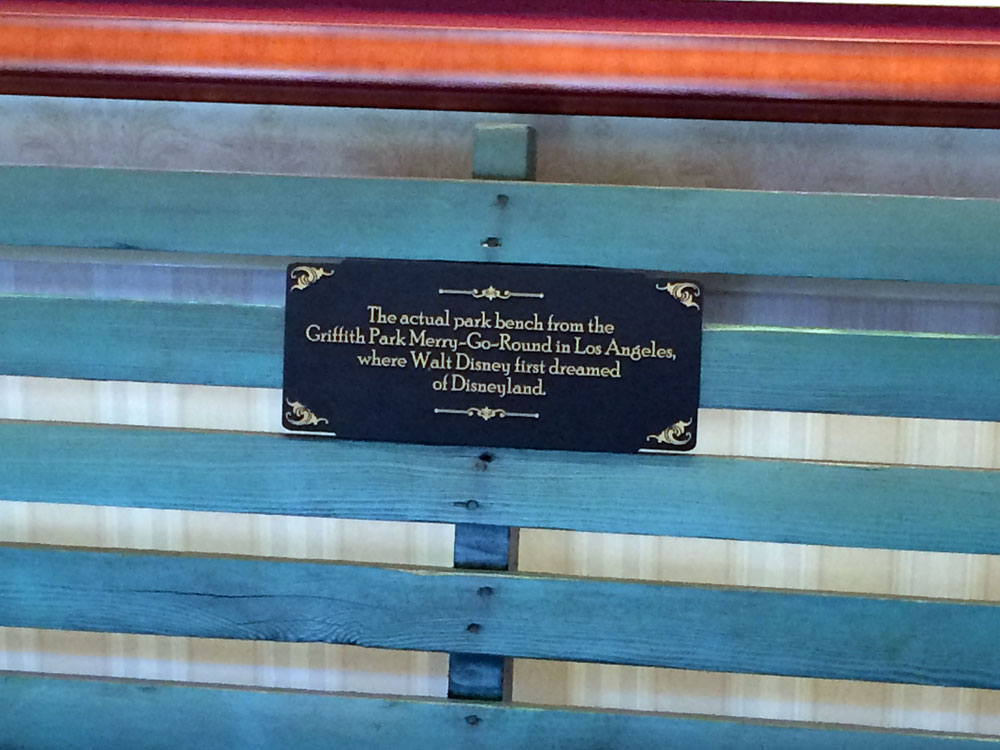 The actual park bench from the
Griffith Park Merry-Go-Round in Los Angeles,
where Walt Disney first dreamed
of Disneyland.